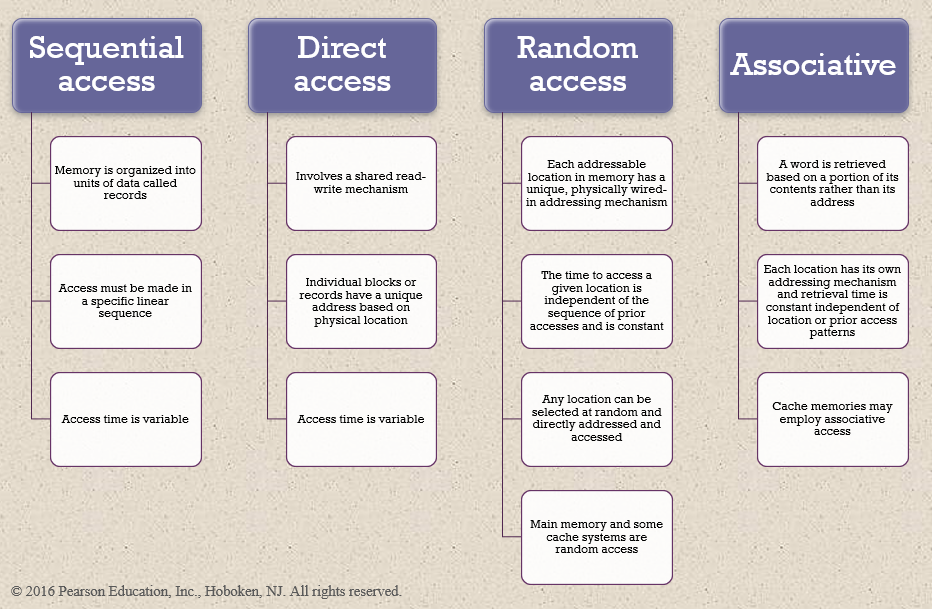 Sequential
access
Memory is organized into
units of data called
records
Access must be made in
a specific linear
sequence
Access time is variable
Direct
access
Involves a shared read-
write mechanism
Individual blocks or
records have a unique
address based on
physical location
Access time is variable
Random
access
Each addressable
location in memory has a
unique, physically wired-
in addressing mechanism
The time to access a
given location is
independent of the
sequence of prior
accesses and is constant
Any location can be
selected at random and
directly addressed and
accessed
Main memory and some
cache systems are
random access
Associative
A word is retrieved
based on a portion of its
contents rather than its
address
Each location has its own
addressing mechanism
and retrieval time is
constant independent of
location or prior access
patterns
Cache memories may
employ associative
access
© 2016 Pearson Education, Inc., Hoboken, NJ. All rights reserved.